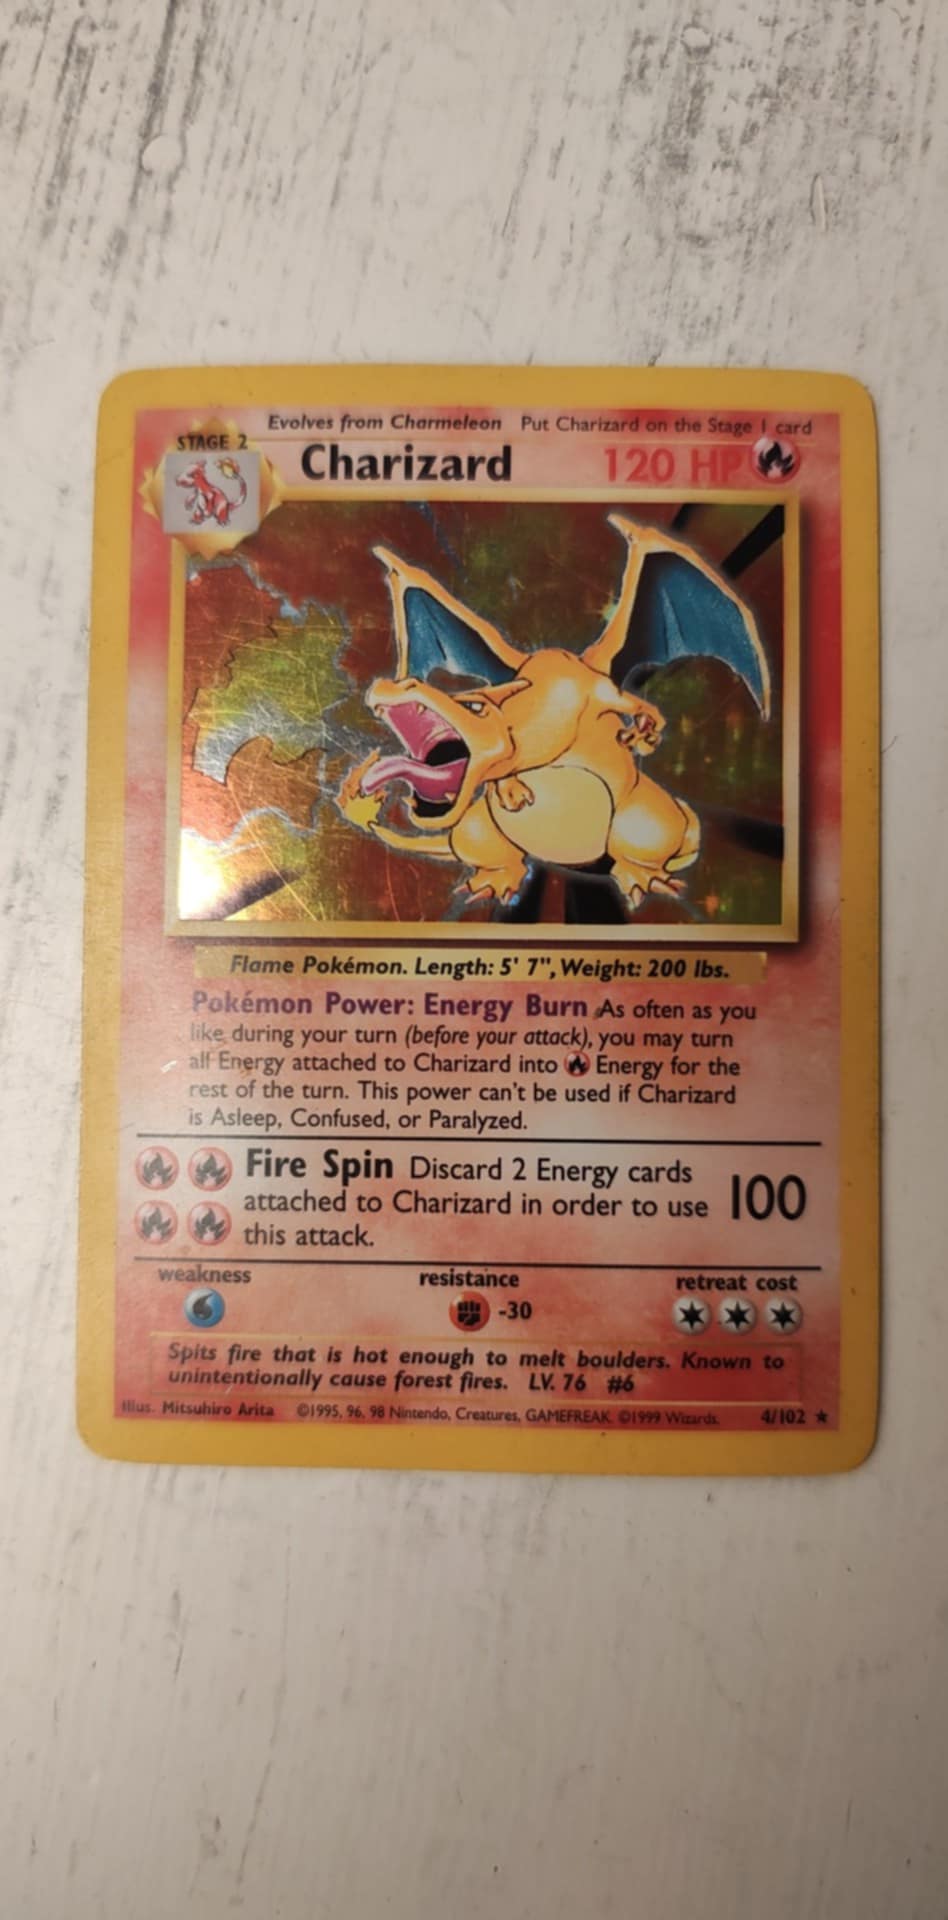 Evolves from Charmeleon Put Charizard on the Stage 1 card
STAGE 2
Charizard 120 HP
Flame Pokémon. Length: 5' 7", Weight: 200 lbs.
Pokémon Power: Energy Burn As often as you
like during your turn (before your attack), you may turn
all Energy attached to Charizard into Energy for the
rest of the turn. This power can't be used if Charizard
is Asleep, Confused, or Paralyzed.
Fire Spin Discard 2 Energy cards
attached to Charizard in order to use 100
this attack.
weakness resistance retreat cost
-30
Spits fire that is hot enough to melt boulders. Known to
unintentionally cause forest fires. LV. 76 #6
Illus. Mitsuhiro Arita ©1995, 96, 98 Nintendo, Creatures, GAMEFREAK. ©1999 Wizards. 4/102 ★